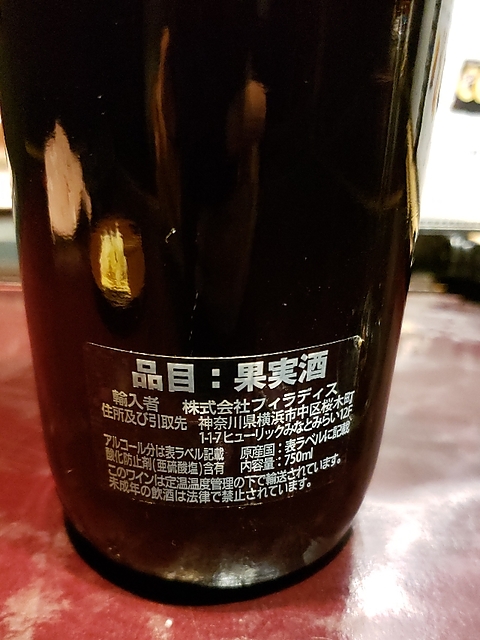 品目：果実酒
輸入者 株式会社フィラディス
住所及び引取先 神奈川県横浜市中区桜木町
1-1-7ヒューリックみなとみらい12F
アルコール分は表ラベル記載 原産国：表ラベルに記載
酸化防止剤（亜硫酸塩）含有 内容量：750ml
このワインは定温温度管理の下で輸送されています。
未成年の飲酒は法律で禁止されています。